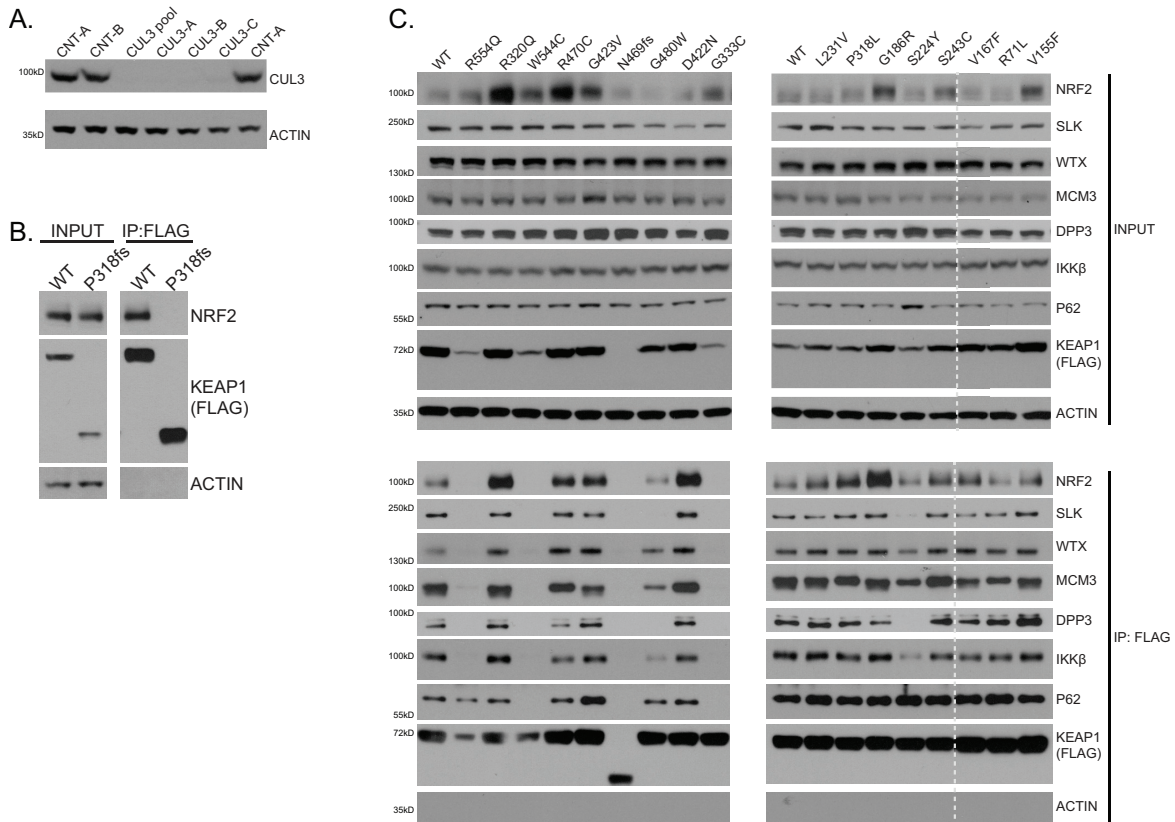 A.
CNT-A CNT-B CUL3 pool CUL3-A CUL3-B CUL3-C CNT-A
100kD CUL3
35kD ACTIN
B.
INPUT IP:FLAG
WT P318fs WT P318fs
NRF2
KEAP1
(FLAG)
ACTIN
C.
WT R554Q R320Q W544C R470C G423V N469fs G480W D422N G333C
WT L231V P318L G186R S224Y S243C V167F R71L V155F
100kD NRF2
250kD SLK
130kD WTX
100kD MCM3
100kD DPP3
100kD IKKβ
55kD P62
72kD KEAP1
(FLAG)
35kD ACTIN
INPUT
100kD NRF2
250kD SLK
130kD WTX
100kD MCM3
100kD DPP3
100kD IKKβ
55kD P62
72kD KEAP1
(FLAG)
35kD ACTIN
IP: FLAG